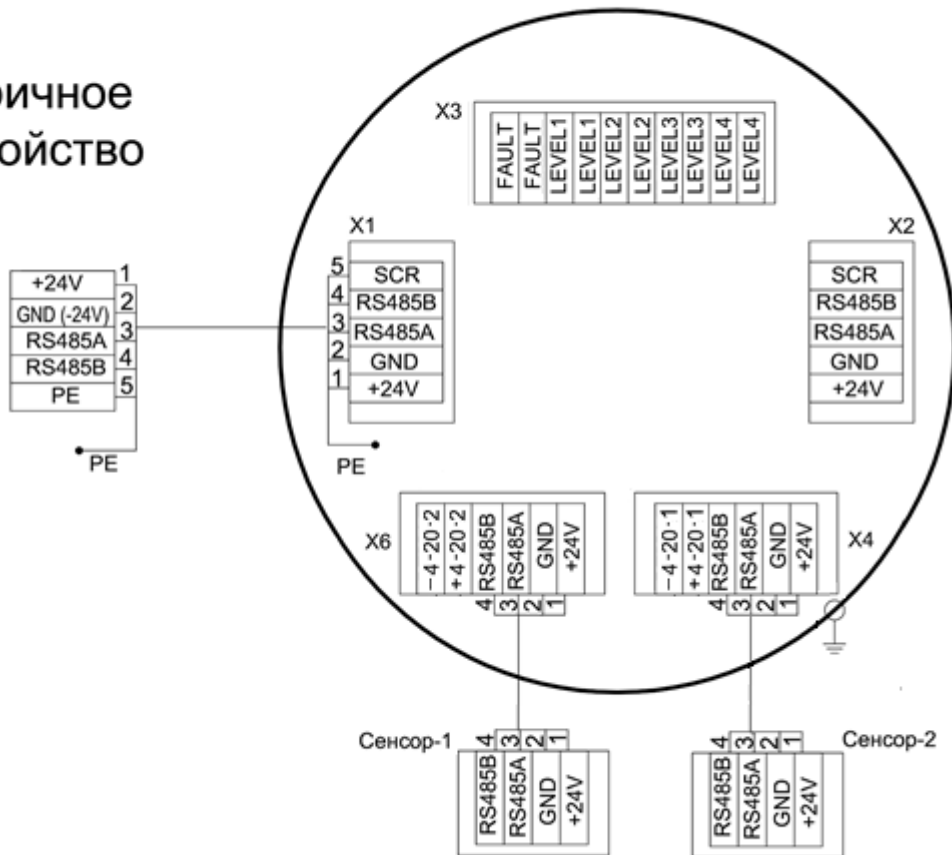 ричное
ойство
X3
FAULT
FAULT
LEVEL1
LEVEL1
LEVEL2
LEVEL2
LEVEL3
LEVEL3
LEVEL4
LEVEL4
+24V 1
GND (-24V) 2
RS485A 3
RS485B 4
PE 5
PE
X1
5 SCR
4 RS485B
3 RS485A
2 GND
1 +24V
PE
X2
SCR
RS485B
RS485A
GND
+24V
X6
–4-20-2
+4-20-2
RS485B
RS485A
GND
+24V
4 3 2 1
X4
–4-20-1
+4-20-1
RS485B
RS485A
GND
+24V
4 3 2 1
Сенсор-1
4 3 2 1
RS485B
RS485A
GND
+24V
Сенсор-2
4 3 2 1
RS485B
RS485A
GND
+24V